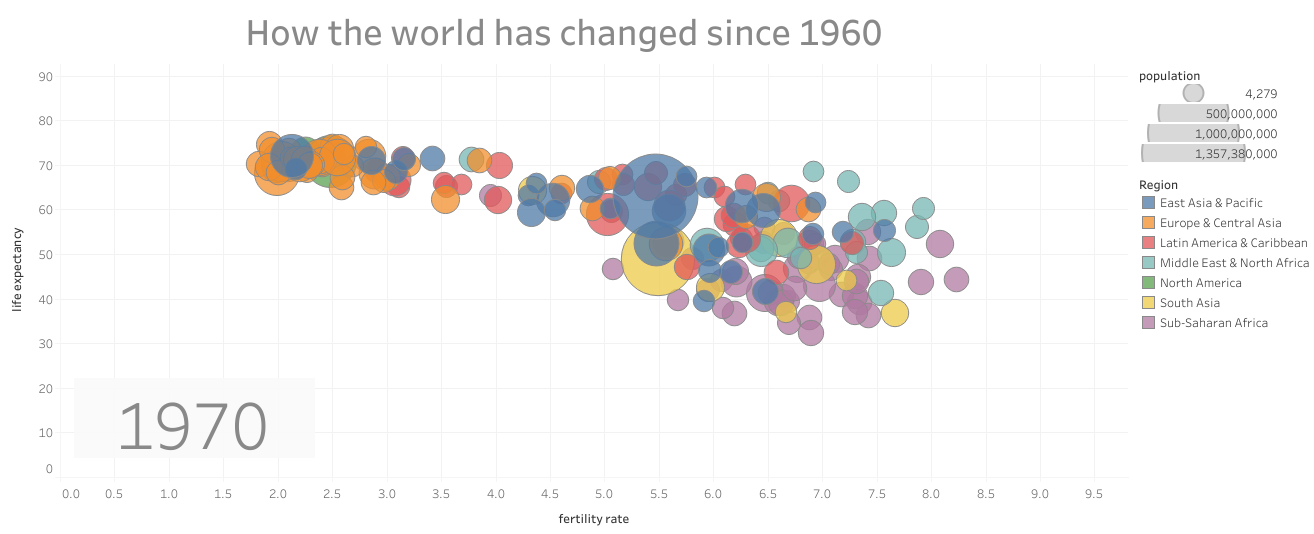 How the world has changed since 1960
population
4,279
500,000,000
1,000,000,000
1,357,380,000
Region
East Asia & Pacific
Europe & Central Asia
Latin America & Caribbean
Middle East & North Africa
North America
South Asia
Sub-Saharan Africa
life expectancy
90
80
70
60
50
40
30
20
10
0
1970
0.0 0.5 1.0 1.5 2.0 2.5 3.0 3.5 4.0 4.5 5.0 5.5 6.0 6.5 7.0 7.5 8.0 8.5 9.0 9.5
fertility rate